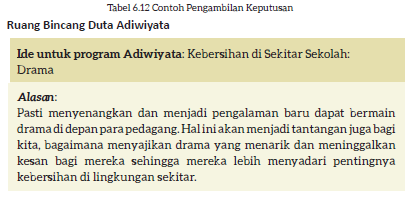 Tabel 6.12 Contoh Pengambilan Keputusan
Ruang Bincang Duta Adiwiyata
Ide untuk program Adiwiyata: Kebersihan di Sekitar Sekolah:
Drama
Alasan:
Pasti menyenangkan dan menjadi pengalaman baru dapat bermain
drama di depan para pedagang. Hal ini akan menjadi tantangan juga bagi
kita, bagaimana menyajikan drama yang menarik dan meninggalkan
kesan bagi mereka sehingga mereka lebih menyadari pentingnya
kebersihan di lingkungan sekitar.